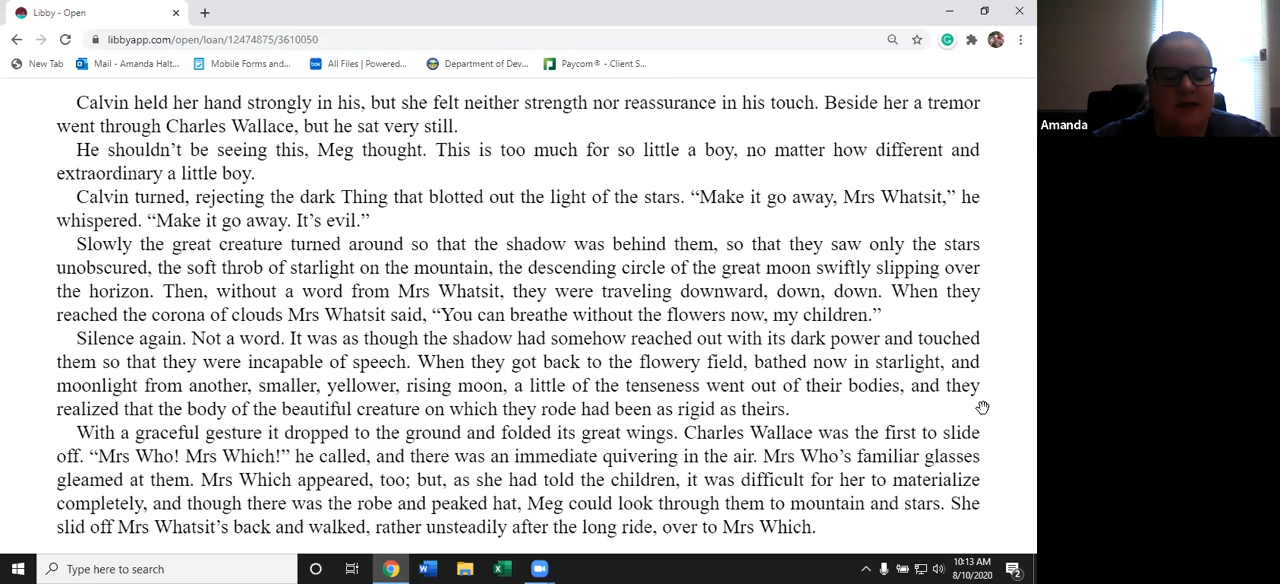 Libby - Open
libbyapp.com/open/loan/12474875/3610050
New Tab Mail - Amanda Halt... Mobile Forms and... box All Files | Powered... Department of Dev... Paycom® - Client S...
Calvin held her hand strongly in his, but she felt neither strength nor reassurance in his touch. Beside her a tremor
went through Charles Wallace, but he sat very still.
He shouldn’t be seeing this, Meg thought. This is too much for so little a boy, no matter how different and
extraordinary a little boy.
Calvin turned, rejecting the dark Thing that blotted out the light of the stars. “Make it go away, Mrs Whatsit,” he
whispered. “Make it go away. It’s evil.”
Slowly the great creature turned around so that the shadow was behind them, so that they saw only the stars
unobscured, the soft throb of starlight on the mountain, the descending circle of the great moon swiftly slipping over
the horizon. Then, without a word from Mrs Whatsit, they were traveling downward, down, down. When they
reached the corona of clouds Mrs Whatsit said, “You can breathe without the flowers now, my children.”
Silence again. Not a word. It was as though the shadow had somehow reached out with its dark power and touched
them so that they were incapable of speech. When they got back to the flowery field, bathed now in starlight, and
moonlight from another, smaller, yellower, rising moon, a little of the tenseness went out of their bodies, and they
realized that the body of the beautiful creature on which they rode had been as rigid as theirs.
With a graceful gesture it dropped to the ground and folded its great wings. Charles Wallace was the first to slide
off. “Mrs Who! Mrs Which!” he called, and there was an immediate quivering in the air. Mrs Who’s familiar glasses
gleamed at them. Mrs Which appeared, too; but, as she had told the children, it was difficult for her to materialize
completely, and though there was the robe and peaked hat, Meg could look through them to mountain and stars. She
slid off Mrs Whatsit’s back and walked, rather unsteadily after the long ride, over to Mrs Which.
Amanda
Type here to search
10:13 AM
8/10/2020
2